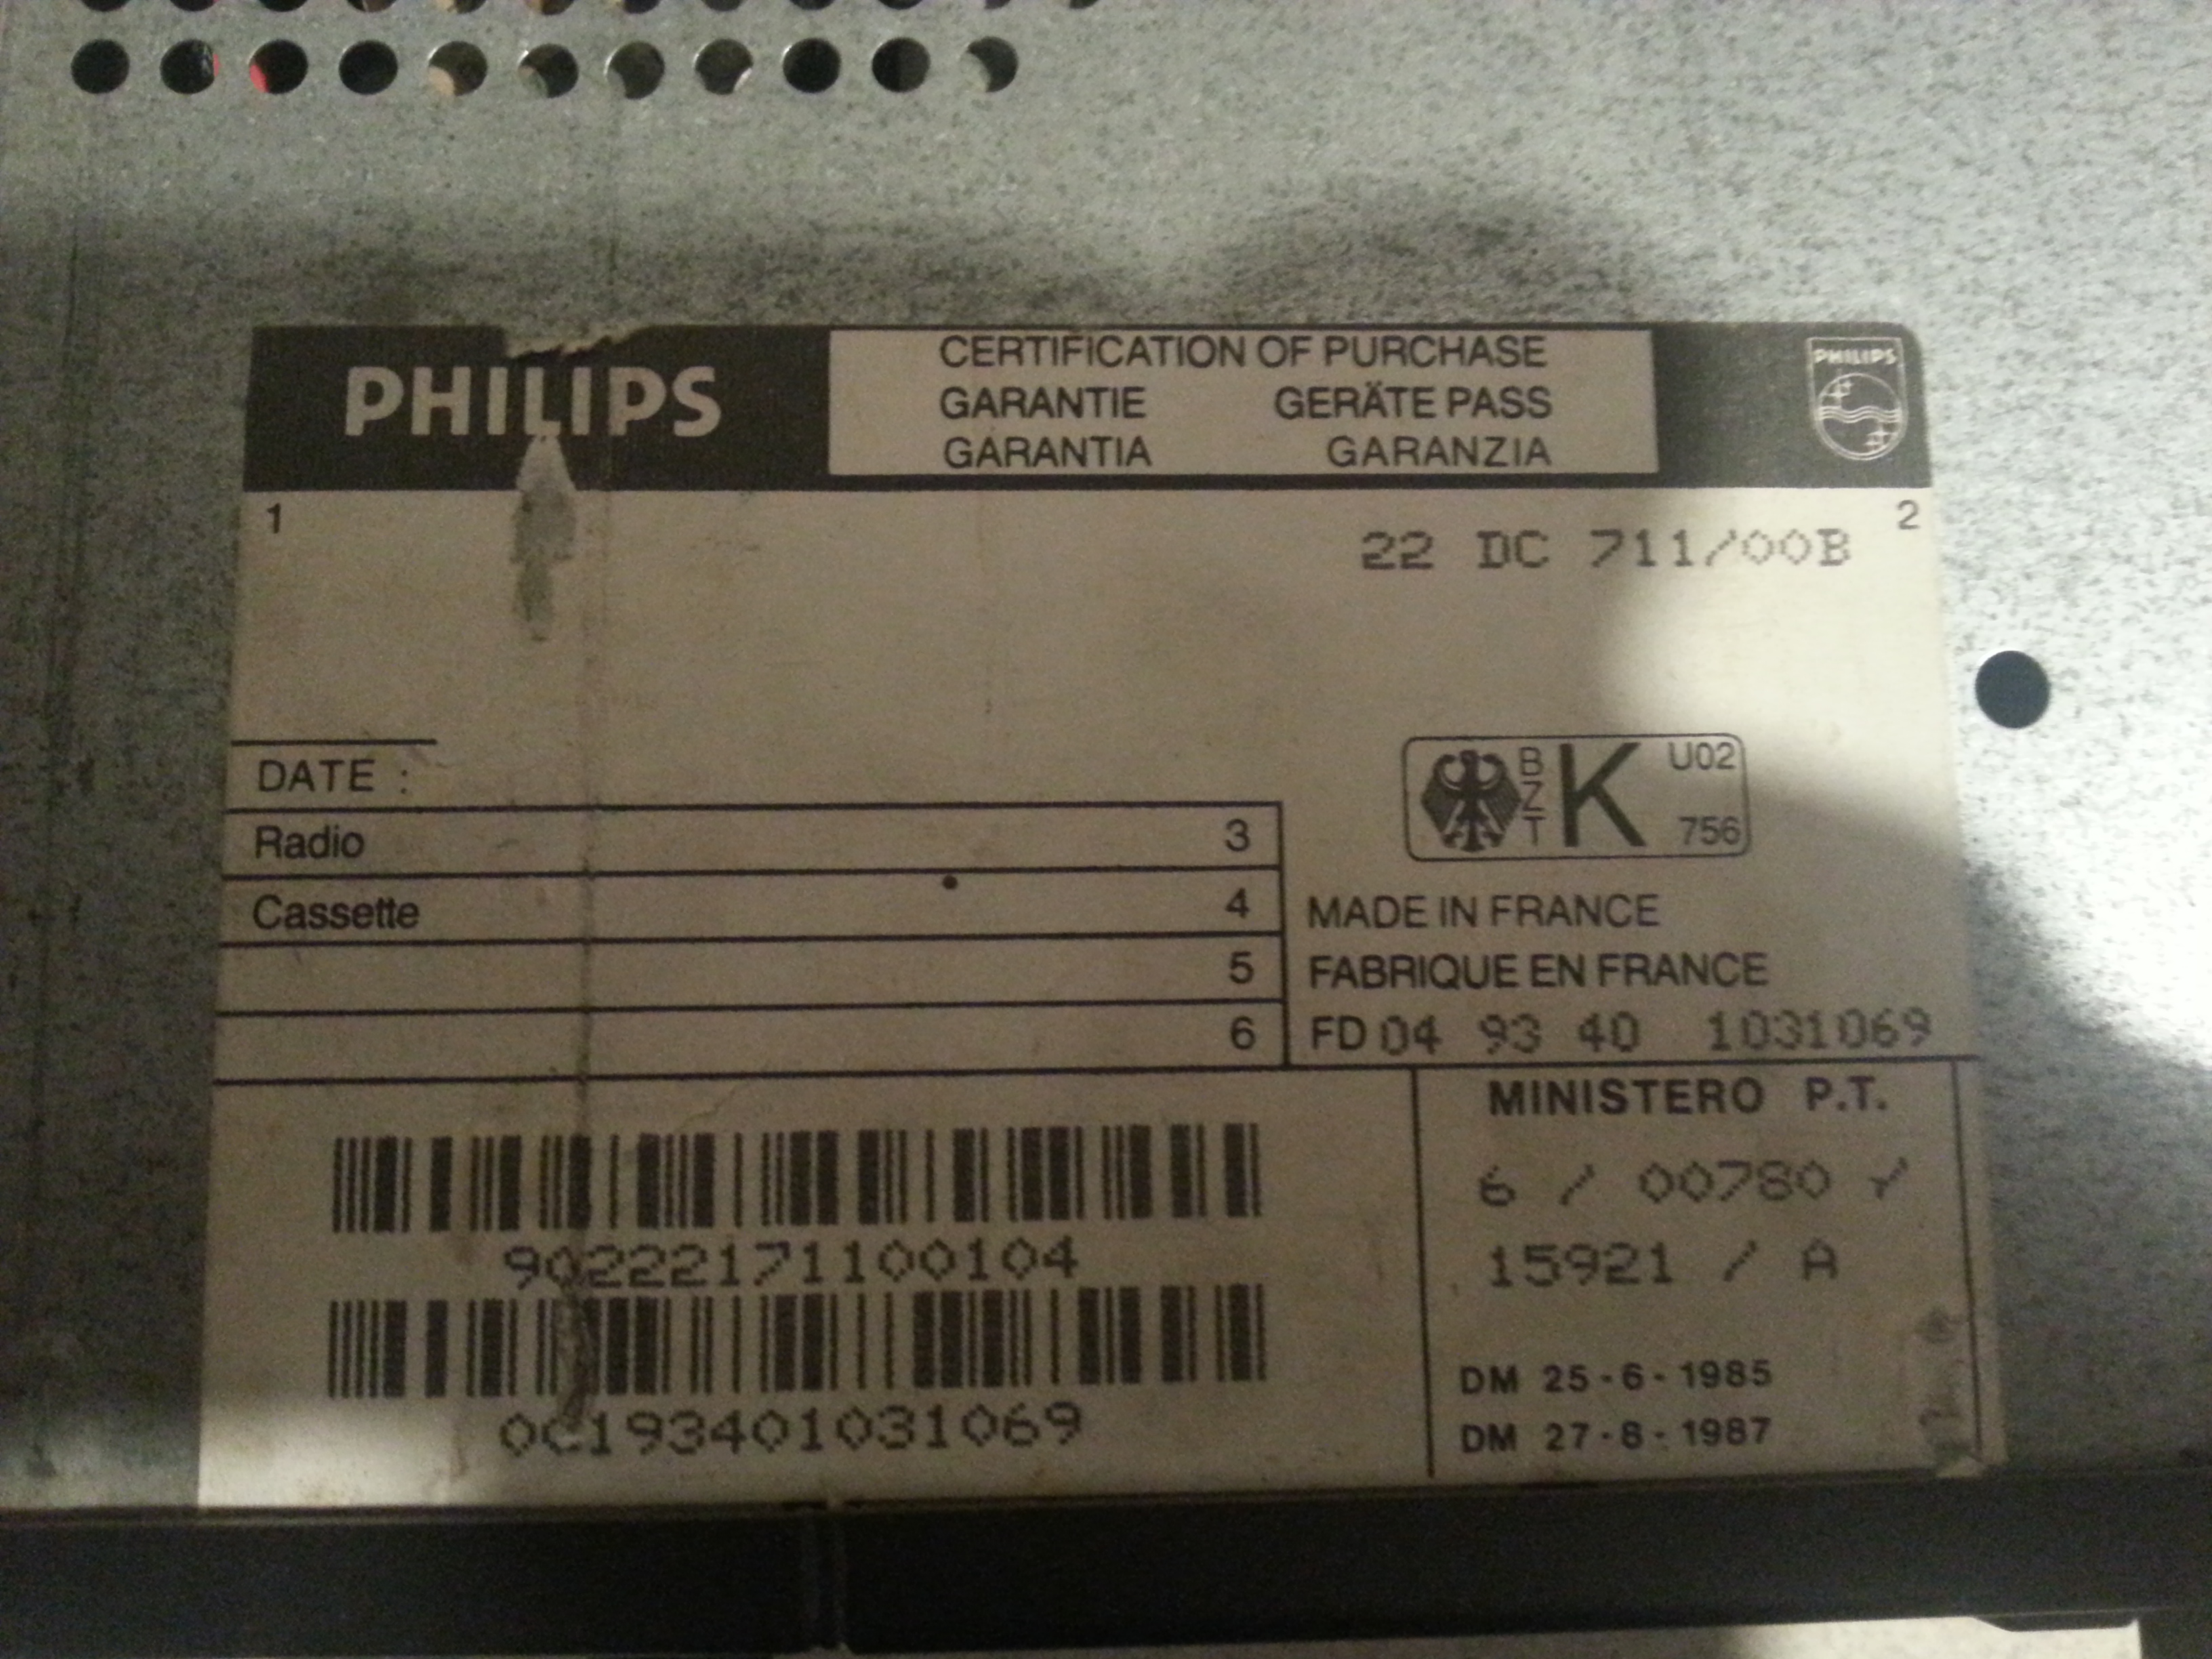 PHILIPS
CERTIFICATION OF PURCHASE
GARANTIE GERÄTE PASS
GARANTIA GARANZIA
PHILIPS
1
2
22 DC 711/00B
DATE :
BZT K U02 756
Radio 3
Cassette 4
5
6
MADE IN FRANCE
FABRIQUE EN FRANCE
FD 04 93 40 1031069
MINISTERO P.T.
6 / 00780 /
15921 / A
DM 25-6-1985
DM 27-8-1987
90222171100104
0C193401031069